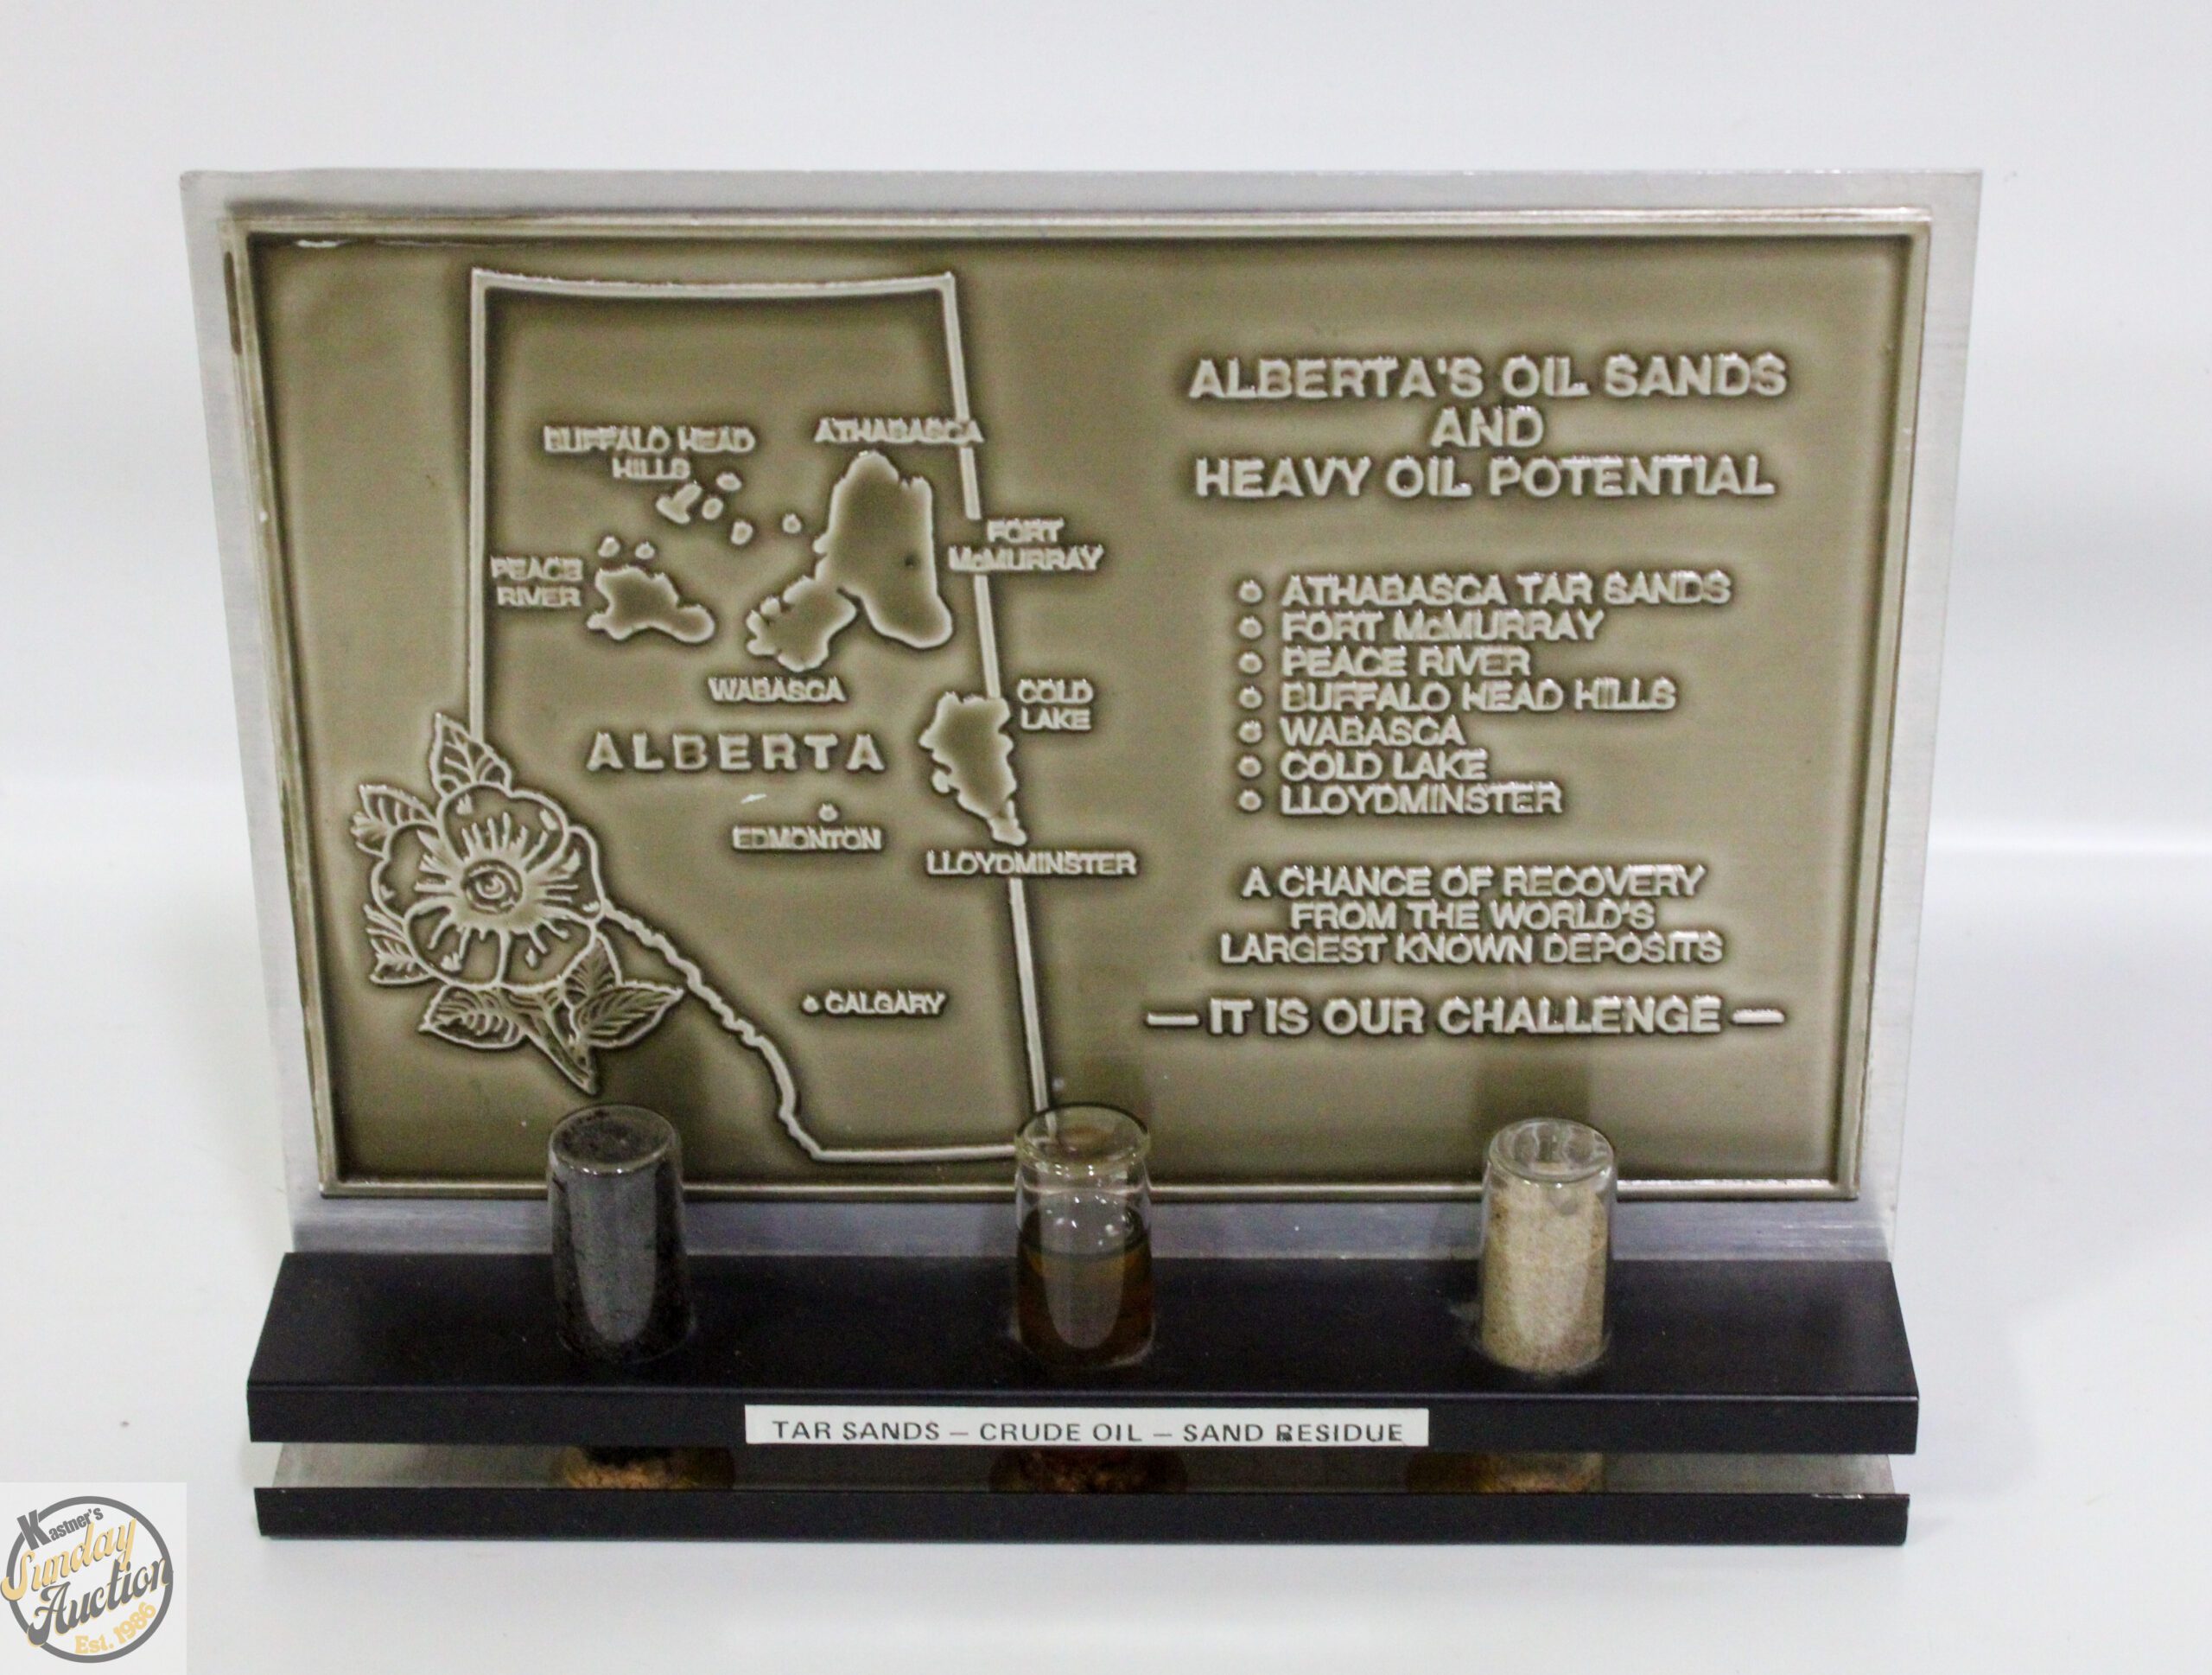 BUFFALO HEAD
HILLS
ATHABASCA
FORT
McMURRAY
PEACE
RIVER
WABASCA
COLD
LAKE
ALBERTA
EDMONTON
LLOYDMINSTER
CALGARY
ALBERTA'S OIL SANDS
AND
HEAVY OIL POTENTIAL
ATHABASCA TAR SANDS
FORT McMURRAY
PEACE RIVER
BUFFALO HEAD HILLS
WABASCA
COLD LAKE
LLOYDMINSTER
A CHANCE OF RECOVERY
FROM THE WORLD'S
LARGEST KNOWN DEPOSITS
— IT IS OUR CHALLENGE —
TAR SANDS — CRUDE OIL — SAND RESIDUE
Kastner's
Sunday
Auction
Est. 1986